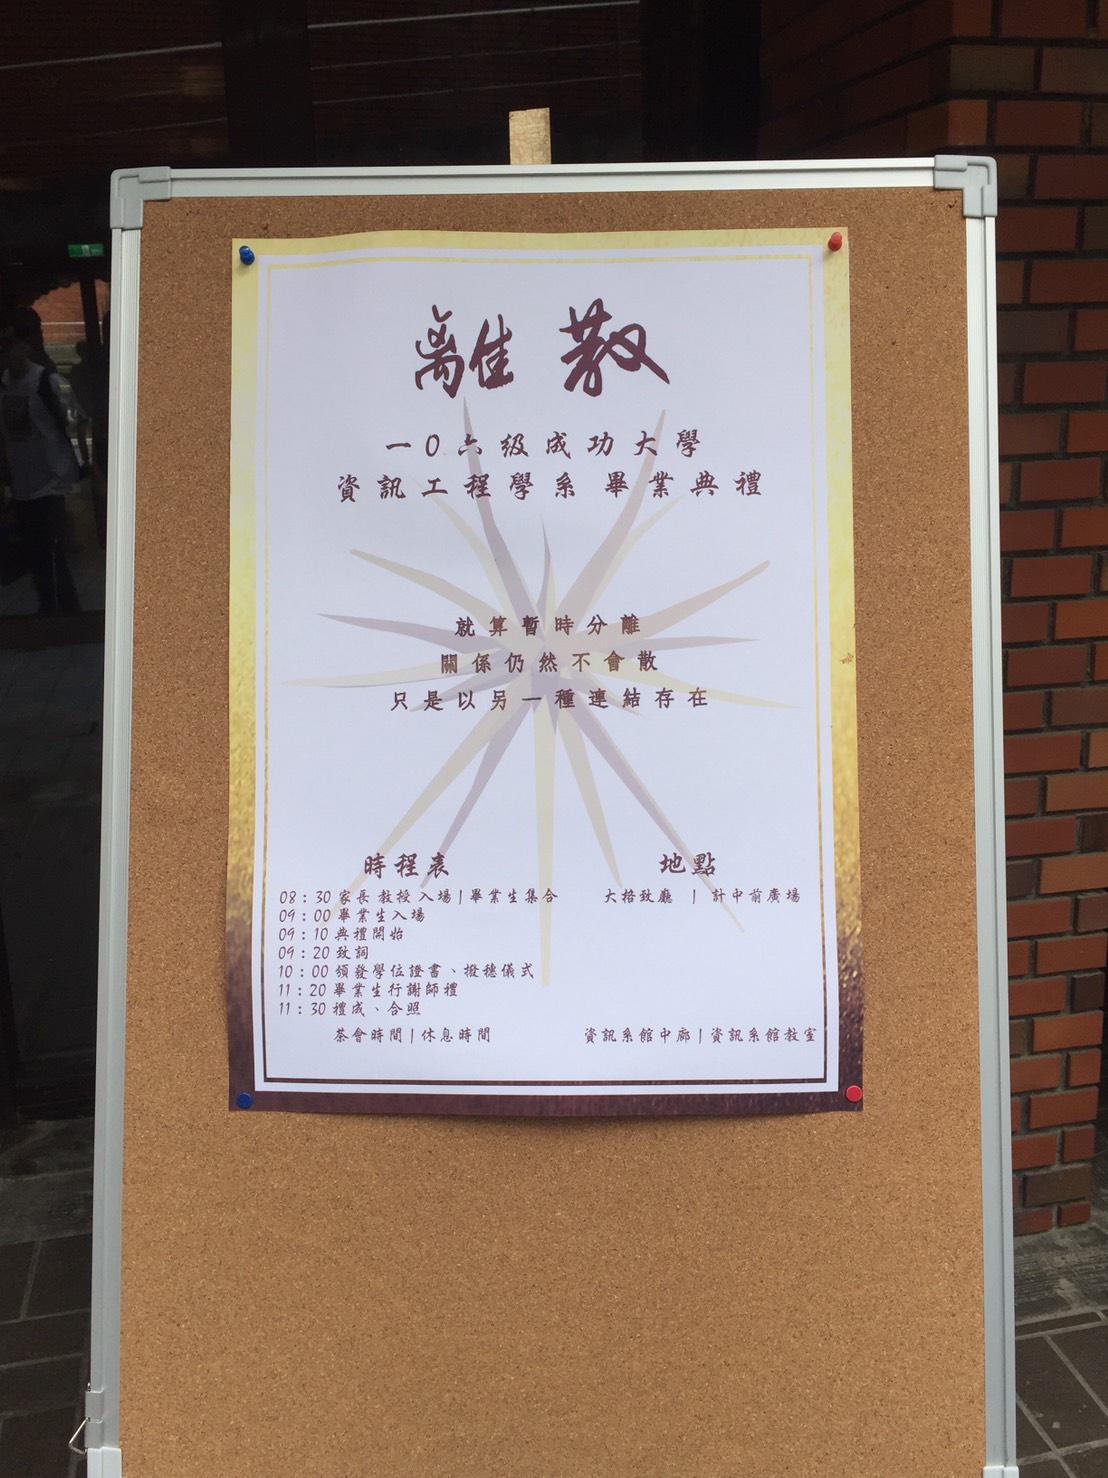 離散
一0六級成功大學
資訊工程學系 畢業典禮
就算暫時分離
關係仍然不會散
只是以另一種連結存在
時程表 地點
08:30 家長教授入場|畢業生集合 大格致廳 | 計中前廣場
09:00 畢業生入場
09:10 典禮開始
09:20 致詞
10:00 頒發學位證書、撥穗儀式
11:20 畢業生行謝師禮
11:30 禮成、合照
茶會時間|休息時間 資訊系館中廊|資訊系館教室